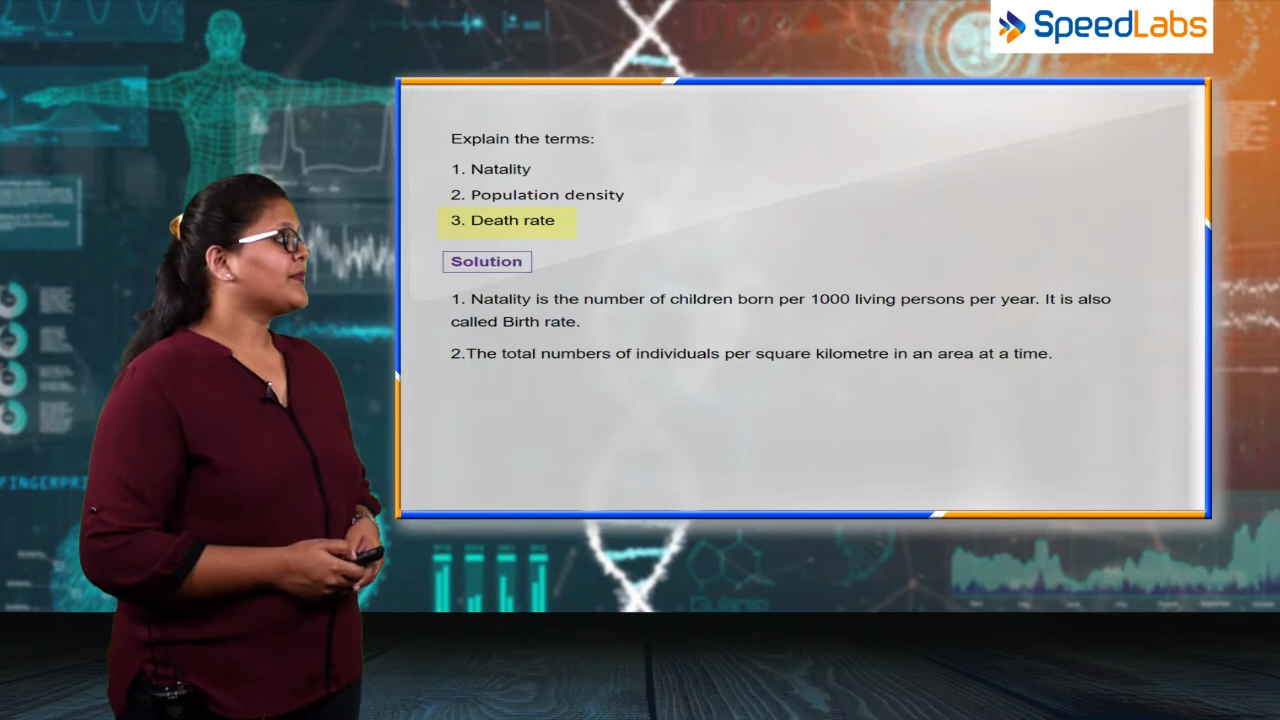 SpeedLabs
Explain the terms:
1. Natality
2. Population density
3. Death rate
Solution
1. Natality is the number of children born per 1000 living persons per year. It is also
called Birth rate.
2.The total numbers of individuals per square kilometre in an area at a time.
FINGERPRI